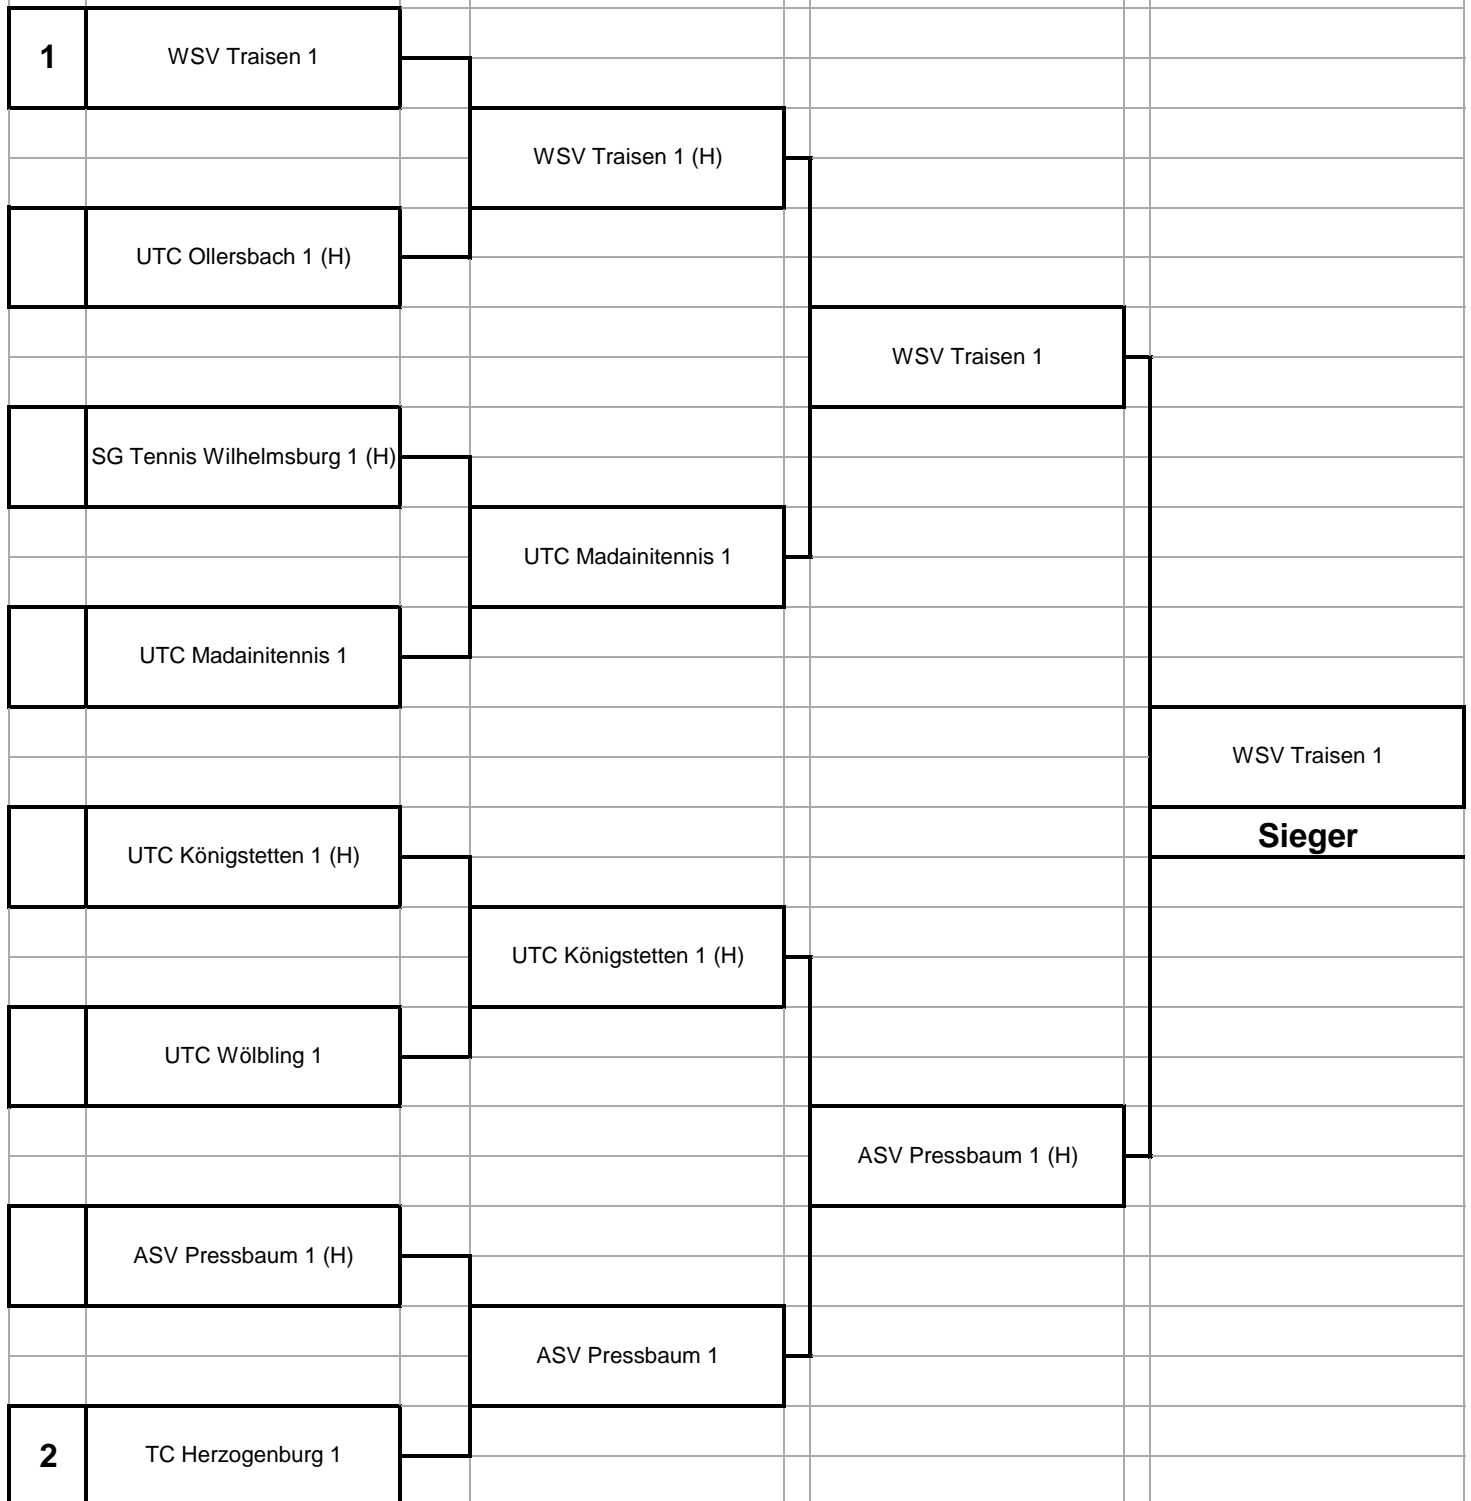 1
WSV Traisen 1
WSV Traisen 1 (H)
UTC Ollersbach 1 (H)
WSV Traisen 1
SG Tennis Wilhelmsburg 1 (H)
UTC Madainitennis 1
UTC Madainitennis 1
WSV Traisen 1
Sieger
UTC Königstetten 1 (H)
UTC Königstetten 1 (H)
UTC Wölbling 1
ASV Pressbaum 1 (H)
ASV Pressbaum 1 (H)
ASV Pressbaum 1
2
TC Herzogenburg 1